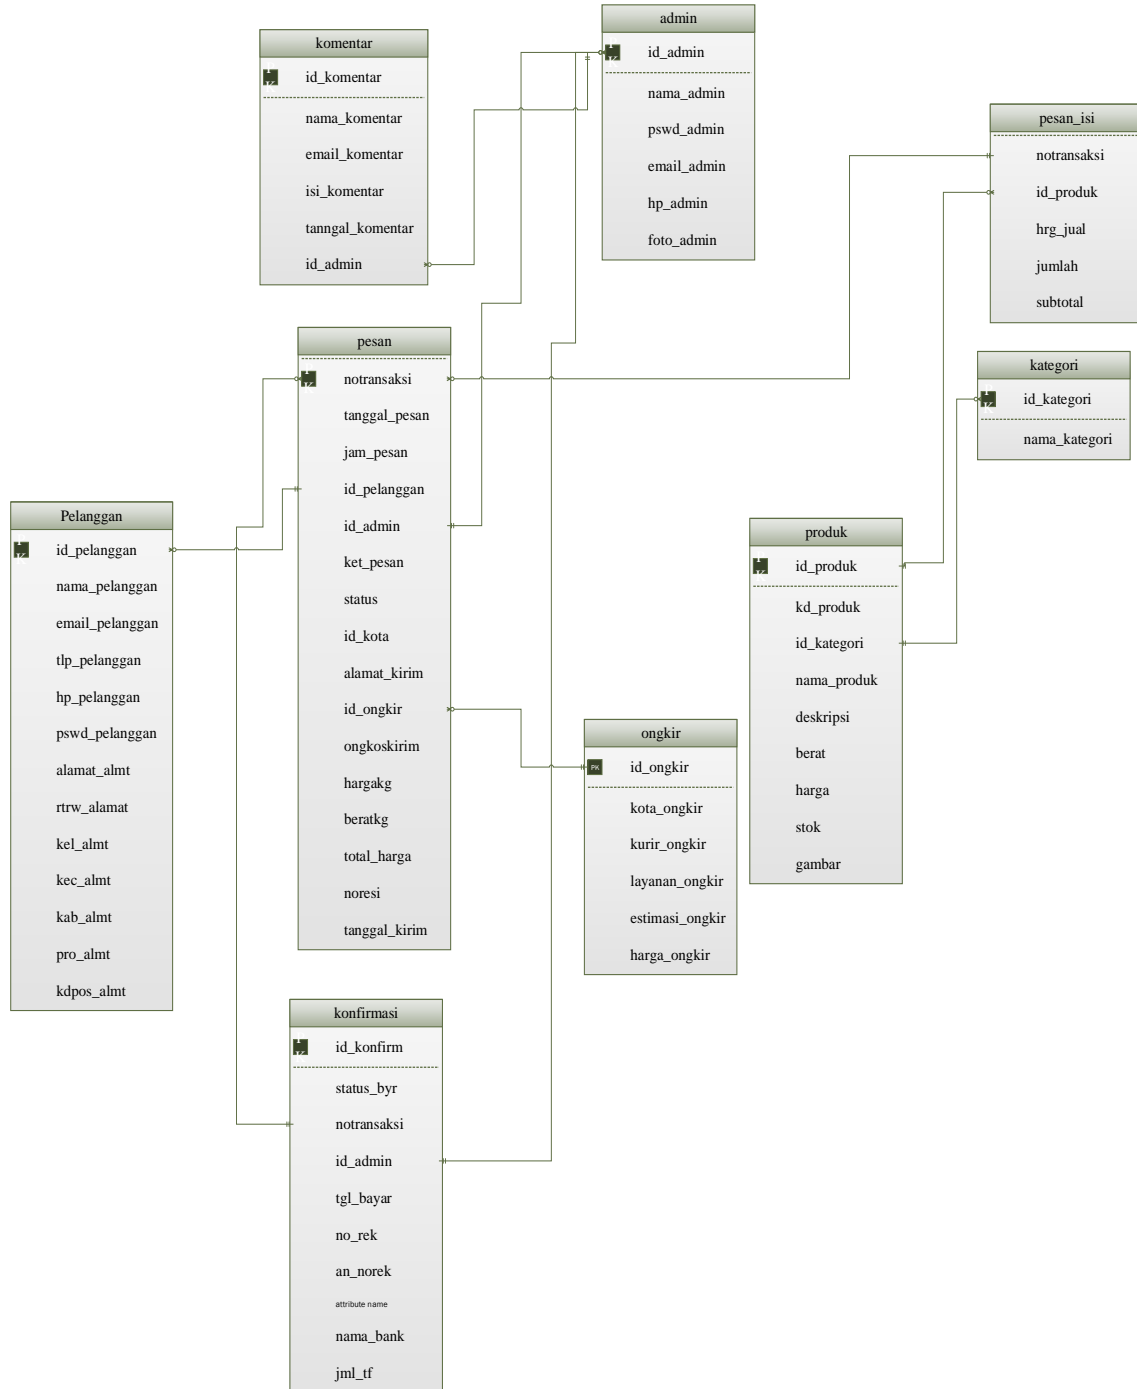 komentar
id_komentar
nama_komentar
email_komentar
isi_komentar
tanngal_komentar
id_admin
admin
id_admin
nama_admin
pswd_admin
email_admin
hp_admin
foto_admin
pesan_isi
notransaksi
id_produk
hrg_jual
jumlah
subtotal
pesan
notransaksi
tanggal_pesan
jam_pesan
id_pelanggan
id_admin
ket_pesan
status
id_kota
alamat_kirim
id_ongkir
ongkoskirim
hargakg
beratkg
total_harga
noresi
tanggal_kirim
kategori
id_kategori
nama_kategori
Pelanggan
id_pelanggan
nama_pelanggan
email_pelanggan
tlp_pelanggan
hp_pelanggan
pswd_pelanggan
alamat_almt
rtrw_alamat
kel_almt
kec_almt
kab_almt
pro_almt
kdpos_almt
produk
id_produk
kd_produk
id_kategori
nama_produk
deskripsi
berat
harga
stok
gambar
ongkir
PK id_ongkir
kota_ongkir
kurir_ongkir
layanan_ongkir
estimasi_ongkir
harga_ongkir
konfirmasi
id_konfirm
status_byr
notransaksi
id_admin
tgl_bayar
no_rek
an_norek
attribute name
nama_bank
jml_tf